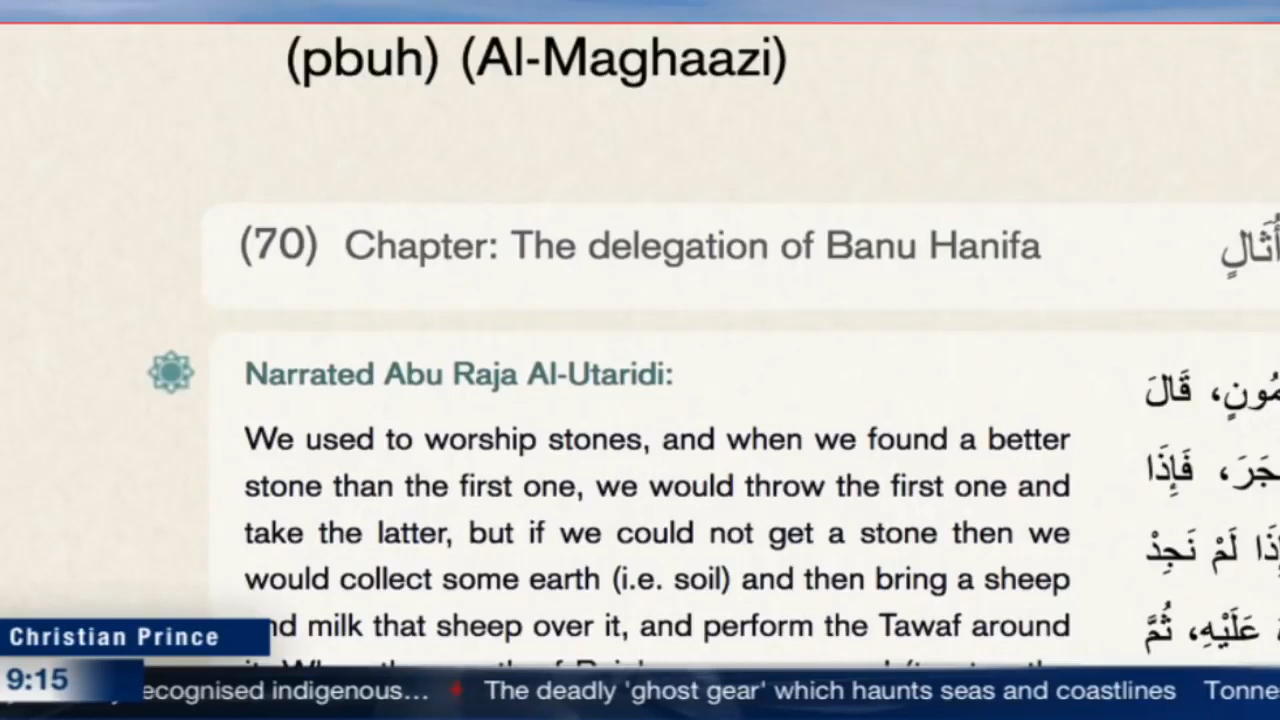 (pbuh) (Al-Maghaazi)
(70) Chapter: The delegation of Banu Hanifa
أُثَالٍ
Narrated Abu Raja Al-Utaridi:
We used to worship stones, and when we found a better
stone than the first one, we would throw the first one and
take the latter, but if we could not get a stone then we
would collect some earth (i.e. soil) and then bring a sheep
and milk that sheep over it, and perform the Tawaf around
قَالَ
فَإِذَا
لَمْ نَجِدْ
عَلَيْهِ، ثُمَّ
Christian Prince
9:15
ecognised indigenous... The deadly 'ghost gear' which haunts seas and coastlines Tonne